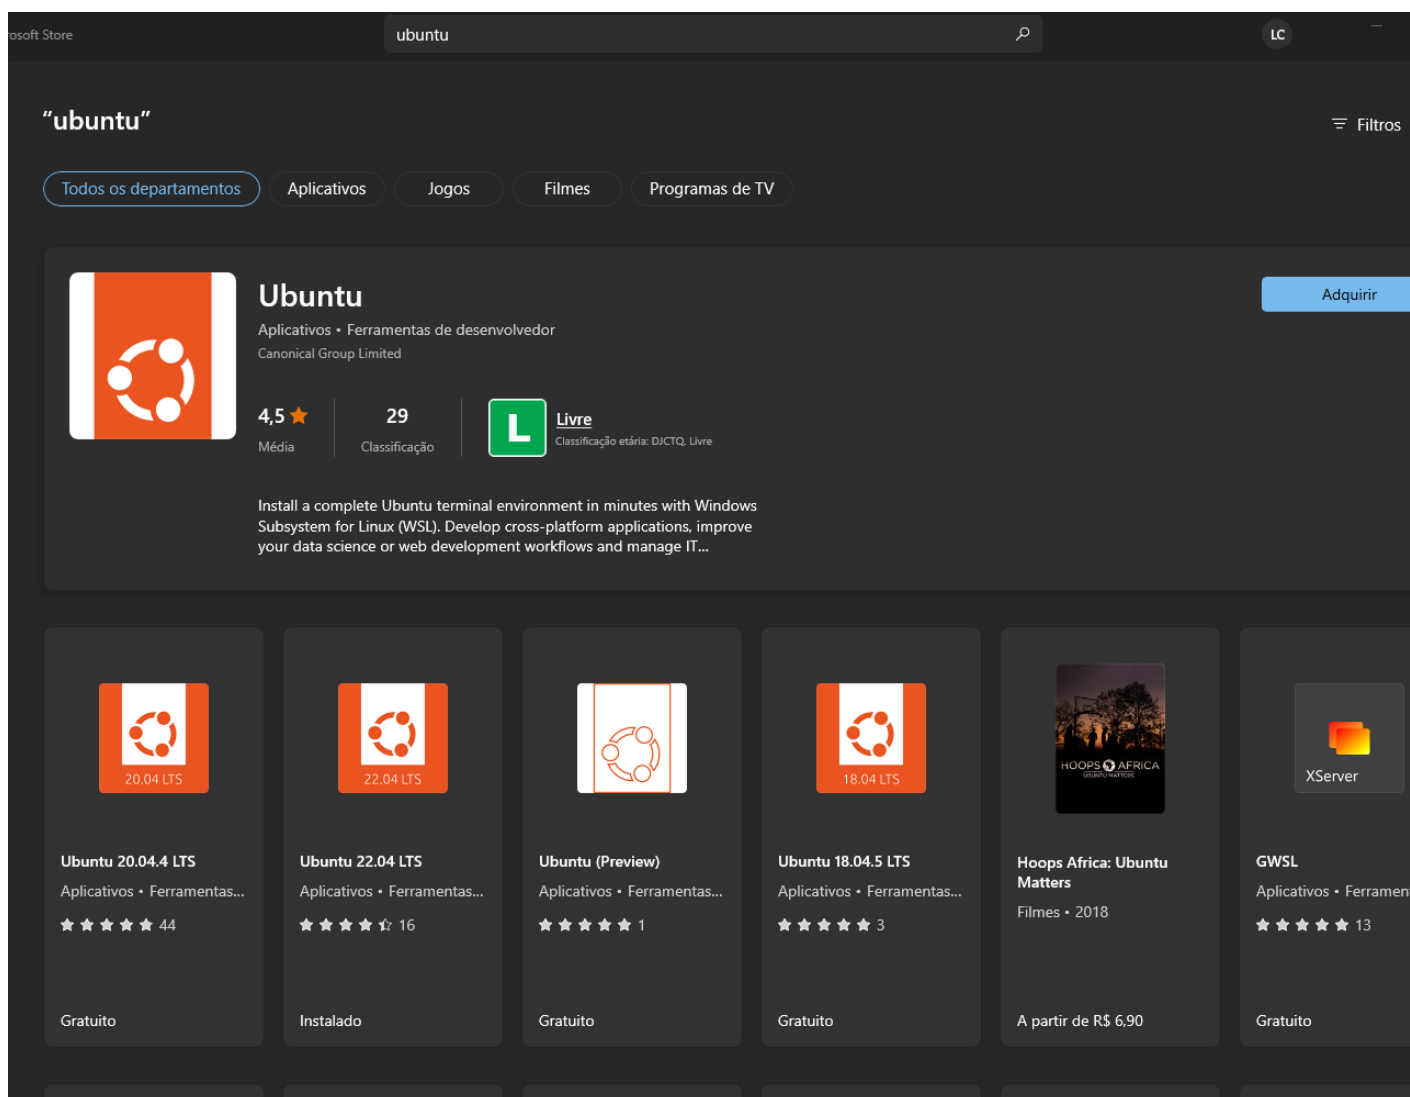 rosoft Store
ubuntu
LC
“ubuntu”
Filtros
Todos os departamentos
Aplicativos
Jogos
Filmes
Programas de TV
Ubuntu
Adquirir
Aplicativos • Ferramentas de desenvolvedor
Canonical Group Limited
4,5
29
L
Livre
Média
Classificação
Classificação etária: DJCTQ, Livre
Install a complete Ubuntu terminal environment in minutes with Windows
Subsystem for Linux (WSL). Develop cross-platform applications, improve
your data science or web development workflows and manage IT...
20.04 LTS
Ubuntu 20.04.4 LTS
Aplicativos • Ferramentas...
44
Gratuito
22.04 LTS
Ubuntu 22.04 LTS
Aplicativos • Ferramentas...
16
Instalado
Ubuntu (Preview)
Aplicativos • Ferramentas...
1
Gratuito
18.04 LTS
Ubuntu 18.04.5 LTS
Aplicativos • Ferramentas...
3
Gratuito
HOOPS AFRICA
UBUNTU MATTERS
Hoops Africa: Ubuntu
Matters
Filmes • 2018
A partir de R$ 6,90
XServer
GWSL
Aplicativos • Ferramen
13
Gratuito